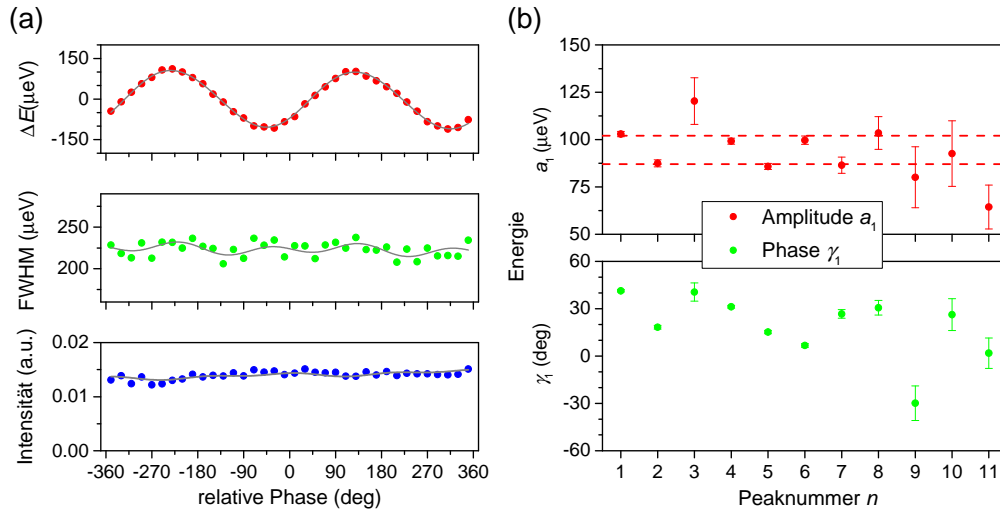 (a)
(b)
ΔE(µeV)
150
0
-150
FWHM (µeV)
250
200
Intensität (a.u.)
0.02
0.01
0.00
-360 -270 -180 -90 0 90 180 270 360
relative Phase (deg)
Energie
a₁ (µeV)
150
125
100
75
50
Amplitude a₁
Phase γ₁
γ₁ (deg)
60
30
0
-30
-60
1 2 3 4 5 6 7 8 9 10 11
Peaknummer n